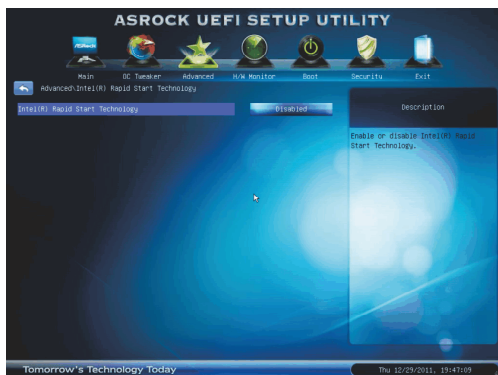 ASROCK UEFI SETUP UTILITY
ASRock
Main
OC Tweaker
Advanced
H/W Monitor
Boot
Security
Exit
Advanced\Intel(R) Rapid Start Technology
Intel(R) Rapid Start Technology
Disabled
Description
Enable or disable Intel(R) Rapid
Start Technology.
Tomorrow's Technology Today
Thu 12/29/2011, 19:47:09